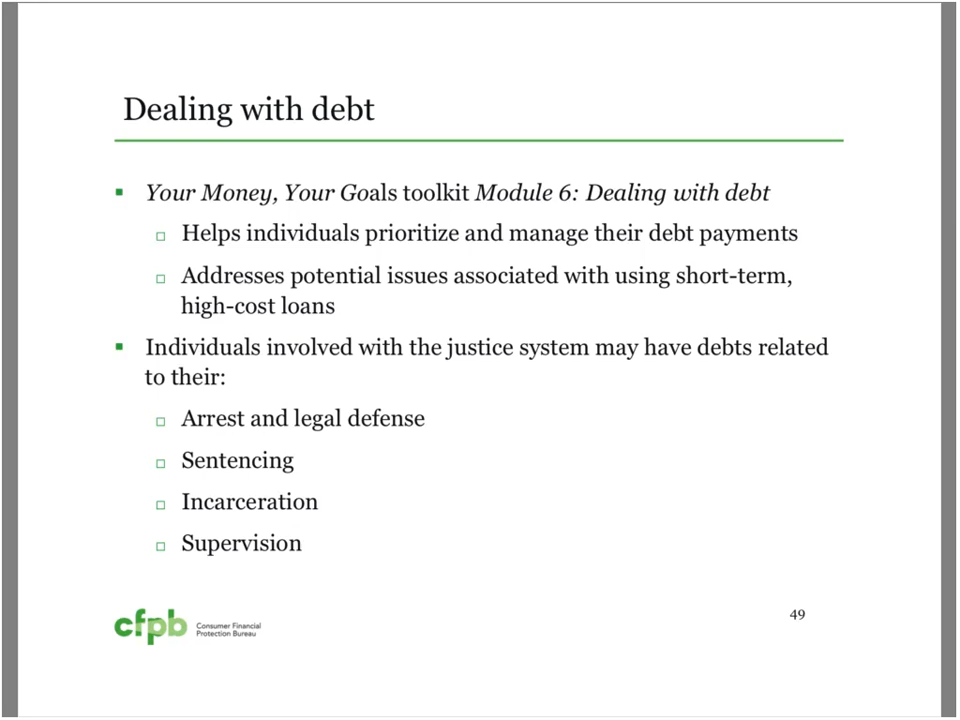 Dealing with debt
▪ Your Money, Your Goals toolkit Module 6: Dealing with debt
□ Helps individuals prioritize and manage their debt payments
□ Addresses potential issues associated with using short-term,
high-cost loans
▪ Individuals involved with the justice system may have debts related
to their:
□ Arrest and legal defense
□ Sentencing
□ Incarceration
□ Supervision
49
cfpb
Consumer Financial
Protection Bureau